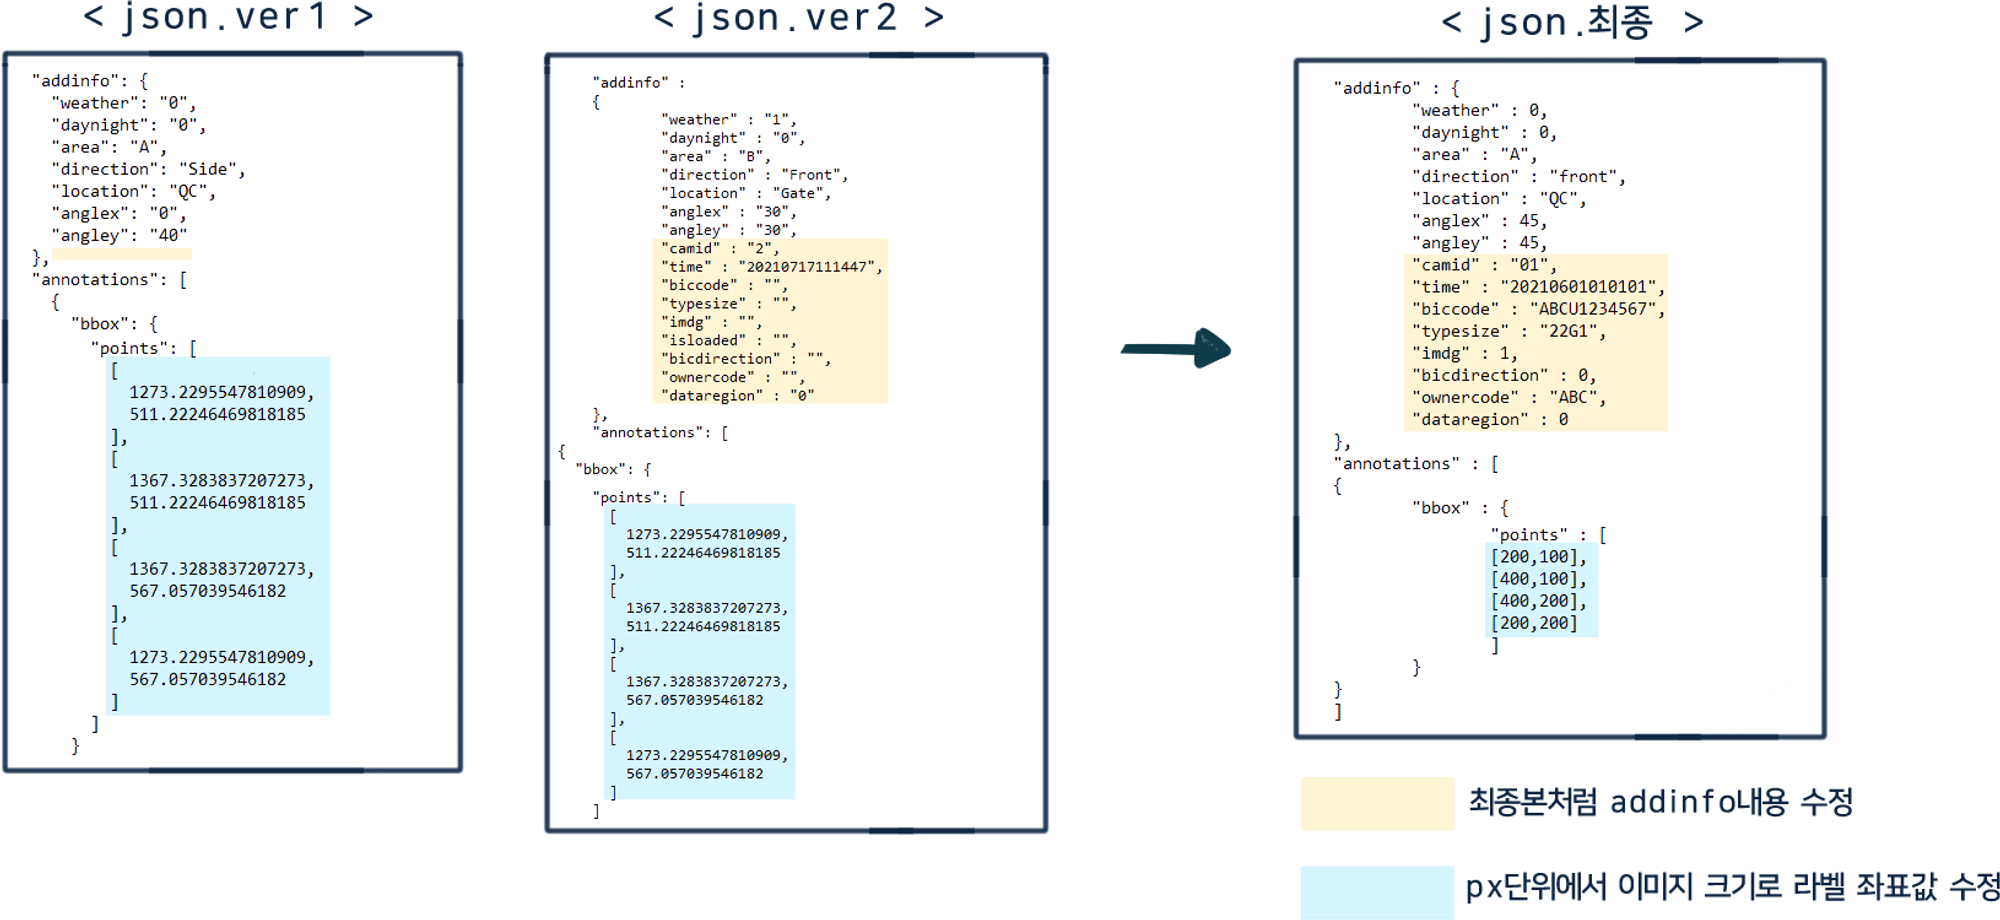 < json.ver1 >
"addinfo": {
"weather": "0",
"daynight": "0",
"area": "A",
"direction": "Side",
"location": "QC",
"anglex": "0",
"angley": "40"
},
"annotations": [
{
"bbox": {
"points": [
[
1273.2295547810909,
511.22246469818185
],
[
1367.3283837207273,
511.22246469818185
],
[
1367.3283837207273,
567.057039546182
],
[
1273.2295547810909,
567.057039546182
]
]
}
< json.ver2 >
"addinfo" :
{
"weather" : "1",
"daynight" : "0",
"area" : "B",
"direction" : "Front",
"location" : "Gate",
"anglex" : "30",
"angley" : "30",
"camid" : "2",
"time" : "20210717111447",
"biccode" : "",
"typesize" : "",
"imdg" : "",
"isloaded" : "",
"bicdirection" : "",
"ownercode" : "",
"dataregion" : "0"
},
"annotations": [
{
"bbox": {
"points": [
[
1273.2295547810909,
511.22246469818185
],
[
1367.3283837207273,
511.22246469818185
],
[
1367.3283837207273,
567.057039546182
],
[
1273.2295547810909,
567.057039546182
]
]
< json.최종 >
"addinfo" : {
"weather" : 0,
"daynight" : 0,
"area" : "A",
"direction" : "front",
"location" : "QC",
"anglex" : 45,
"angley" : 45,
"camid" : "01",
"time" : "20210601010101",
"biccode" : "ABCU1234567",
"typesize" : "22G1",
"imdg" : 1,
"bicdirection" : 0,
"ownercode" : "ABC",
"dataregion" : 0
},
"annotations" : [
{
"bbox" : {
"points" : [
[200,100],
[400,100],
[400,200],
[200,200]
]
}
}
]
최종본처럼 addinfo내용 수정
px단위에서 이미지 크기로 라벨 좌표값 수정